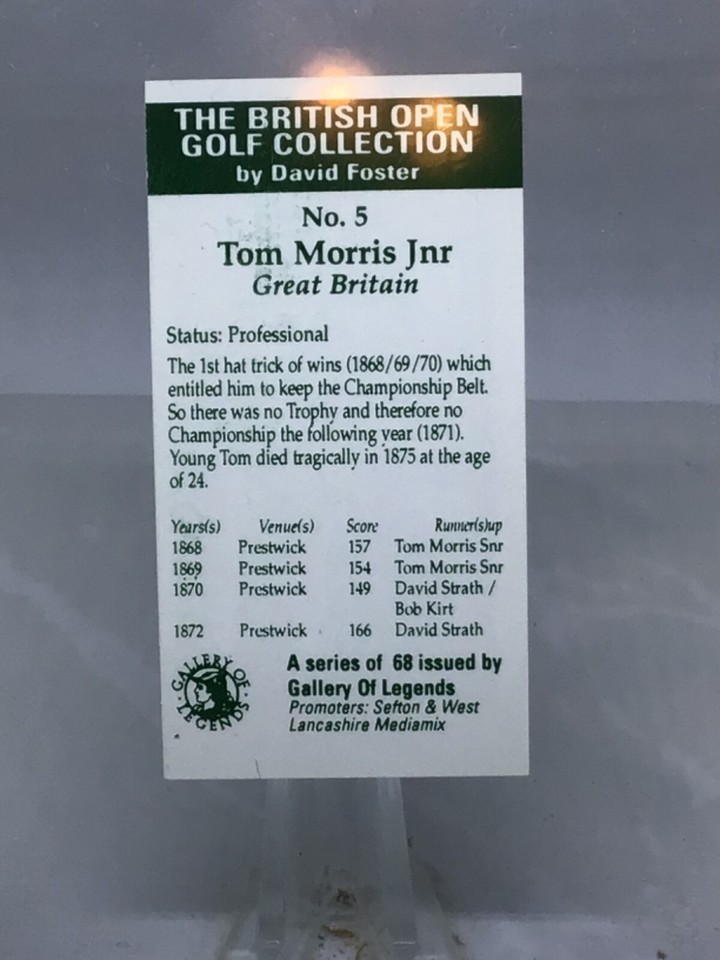 THE BRITISH OPEN
GOLF COLLECTION
by David Foster
No. 5
Tom Morris Jnr
Great Britain
Status: Professional
The 1st hat trick of wins (1868/69/70) which
entitled him to keep the Championship Belt.
So there was no Trophy and therefore no
Championship the following year (1871).
Young Tom died tragically in 1875 at the age
of 24.
Years(s) Venue(s) Score Runner(s)up
1868 Prestwick 157 Tom Morris Snr
1869 Prestwick 154 Tom Morris Snr
1870 Prestwick 149 David Strath /
Bob Kirt
1872 Prestwick 166 David Strath
GALLERY OF LEGENDS
A series of 68 issued by
Gallery Of Legends
Promoters: Sefton & West
Lancashire Mediamix